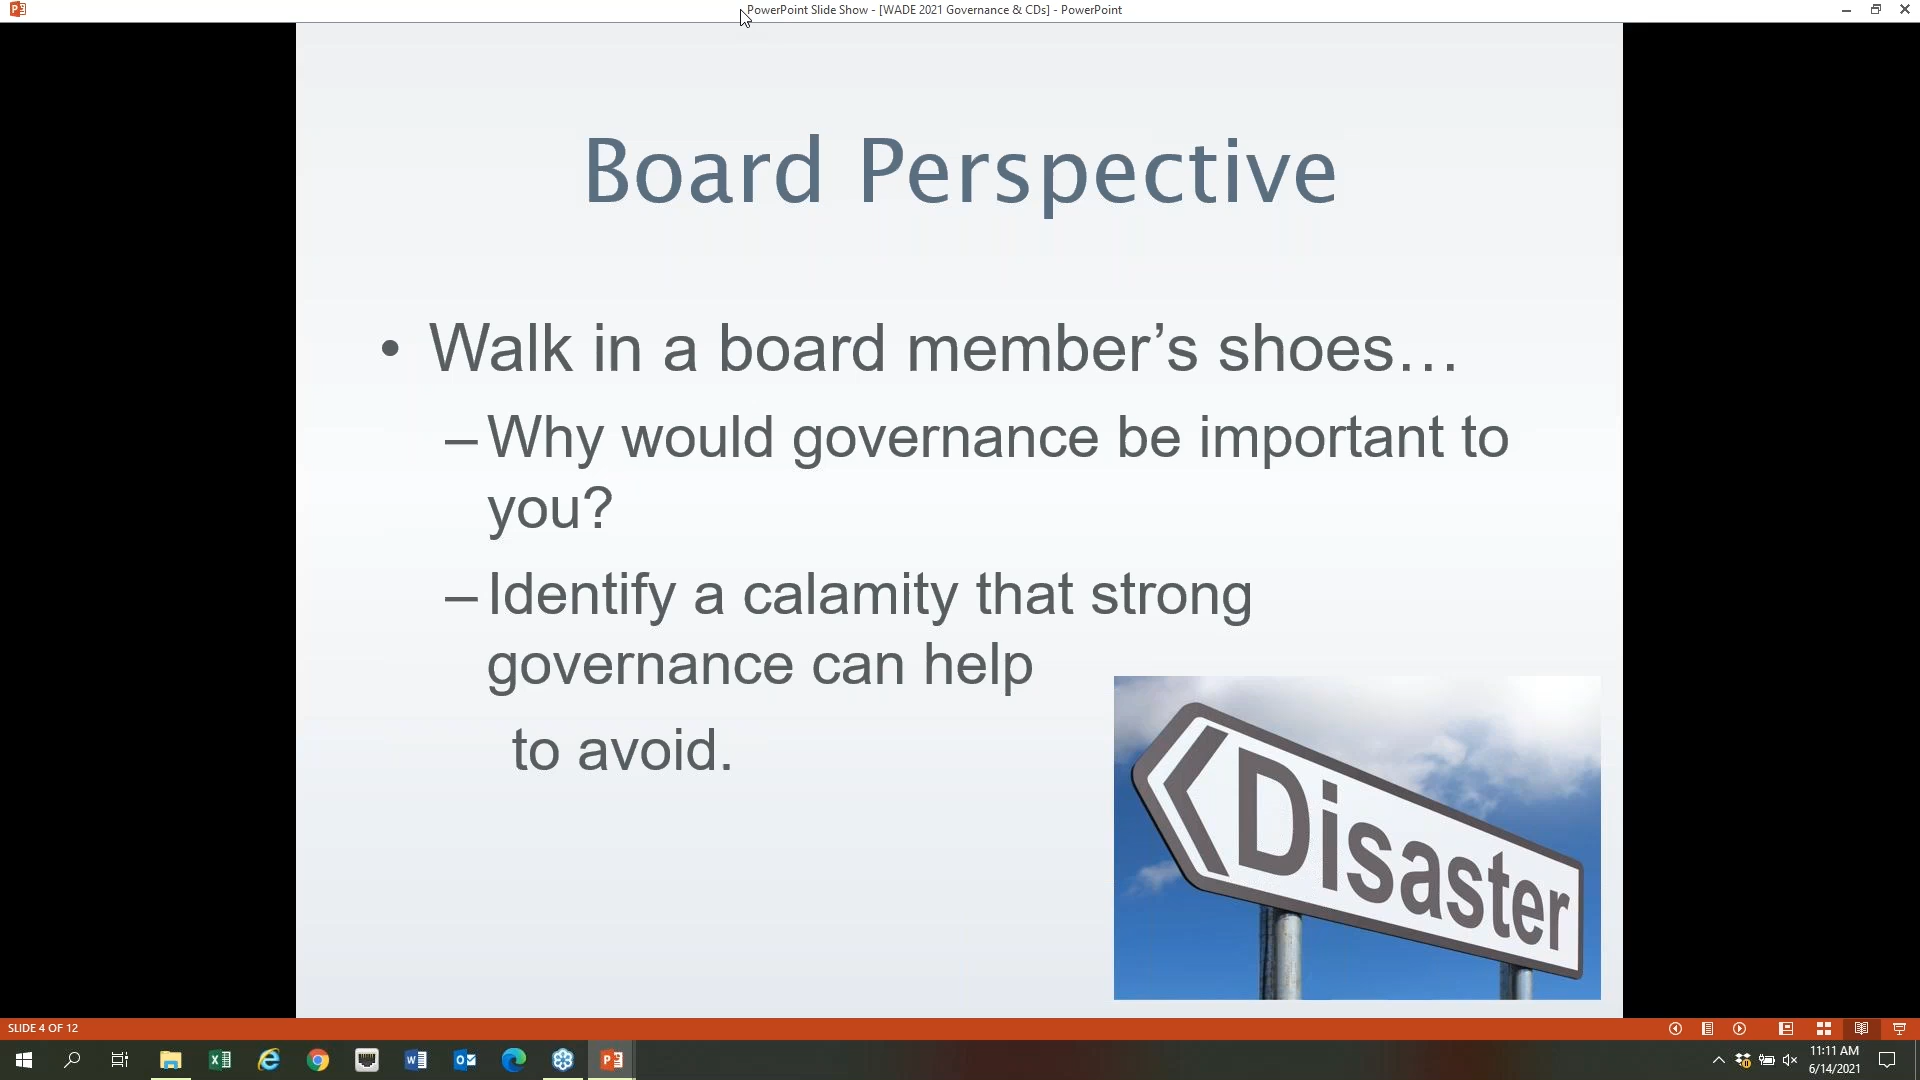 PowerPoint Slide Show - [WADE 2021 Governance & CDs] - PowerPoint
Board Perspective
• Walk in a board member’s shoes…
– Why would governance be important to
you?
– Identify a calamity that strong
governance can help
to avoid.
Disaster
SLIDE 4 OF 12
11:11 AM
6/14/2021